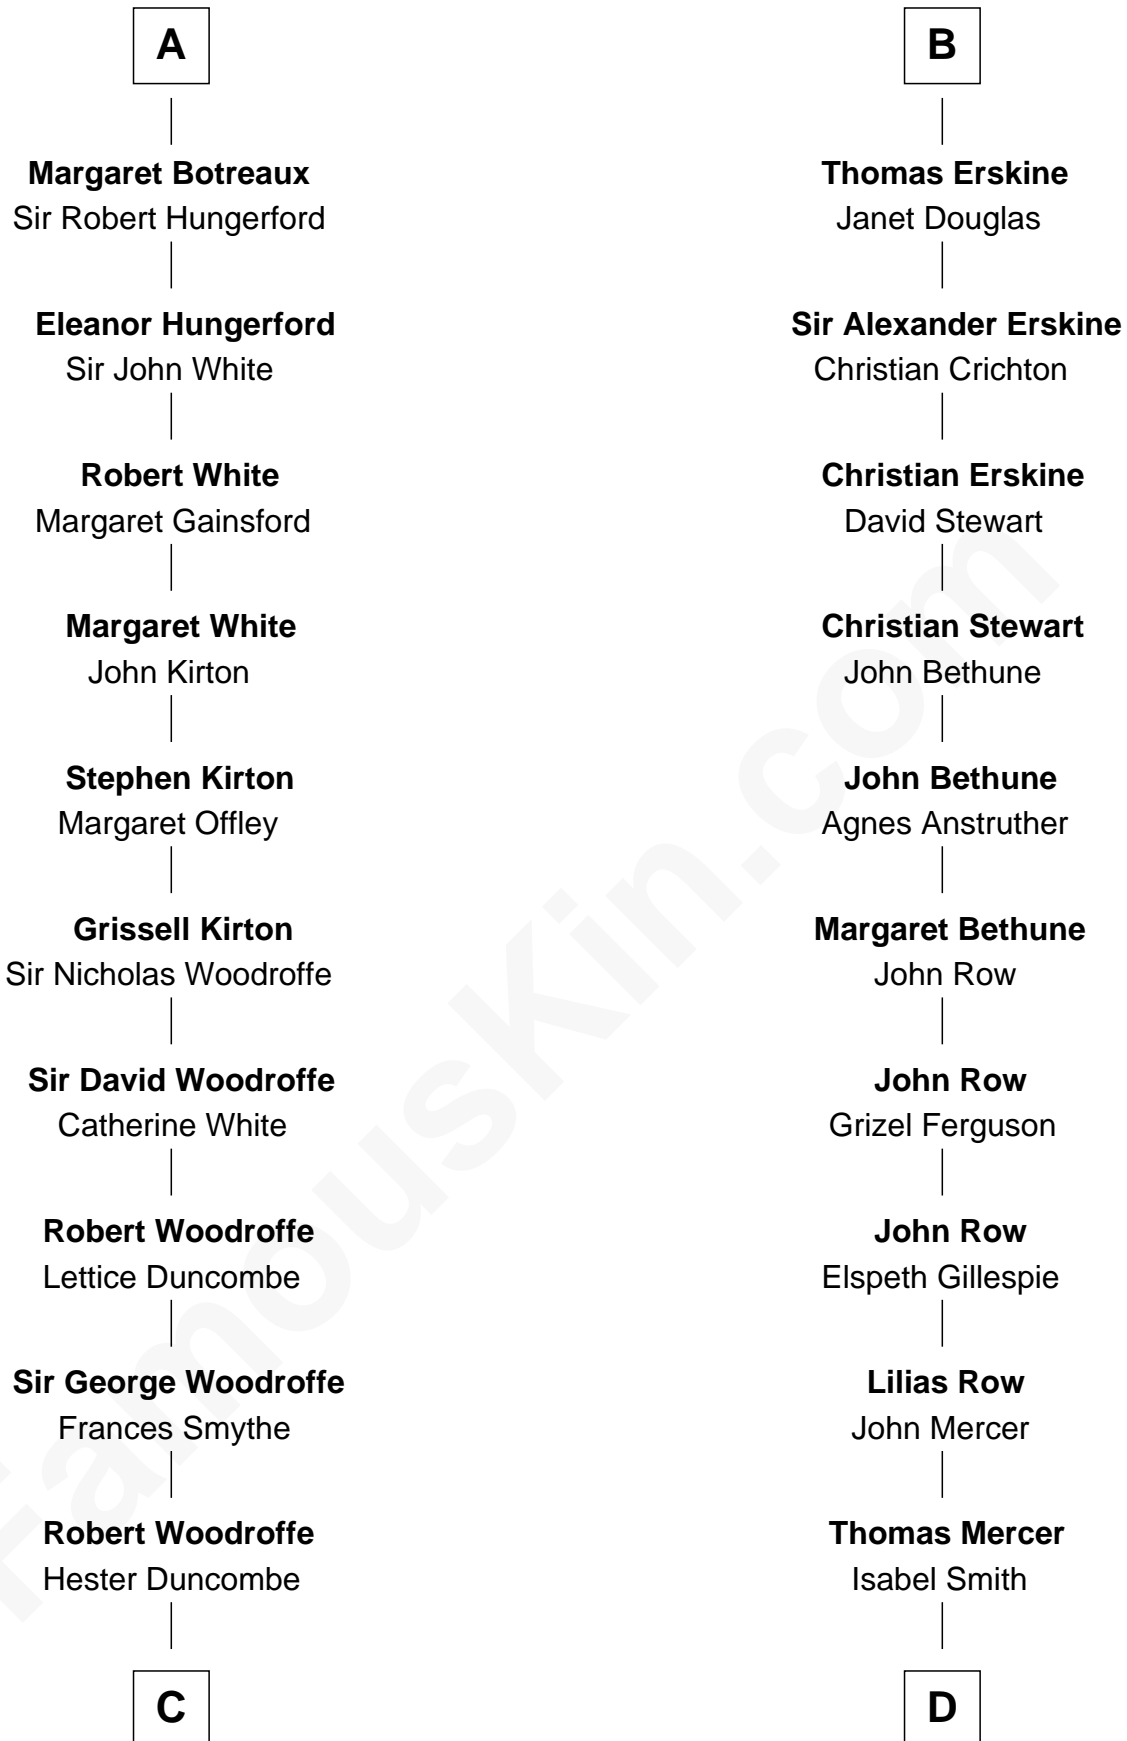 A
Margaret Botreaux
Sir Robert Hungerford
Eleanor Hungerford
Sir John White
Robert White
Margaret Gainsford
Margaret White
John Kirton
Stephen Kirton
Margaret Offley
Grissell Kirton
Sir Nicholas Woodroffe
Sir David Woodroffe
Catherine White
Robert Woodroffe
Lettice Duncombe
Sir George Woodroffe
Frances Smythe
Robert Woodroffe
Hester Duncombe
C
B
Thomas Erskine
Janet Douglas
Sir Alexander Erskine
Christian Crichton
Christian Erskine
David Stewart
Christian Stewart
John Bethune
John Bethune
Agnes Anstruther
Margaret Bethune
John Row
John Row
Grizel Ferguson
John Row
Elspeth Gillespie
Lilias Row
John Mercer
Thomas Mercer
Isabel Smith
D
FamousKin.com